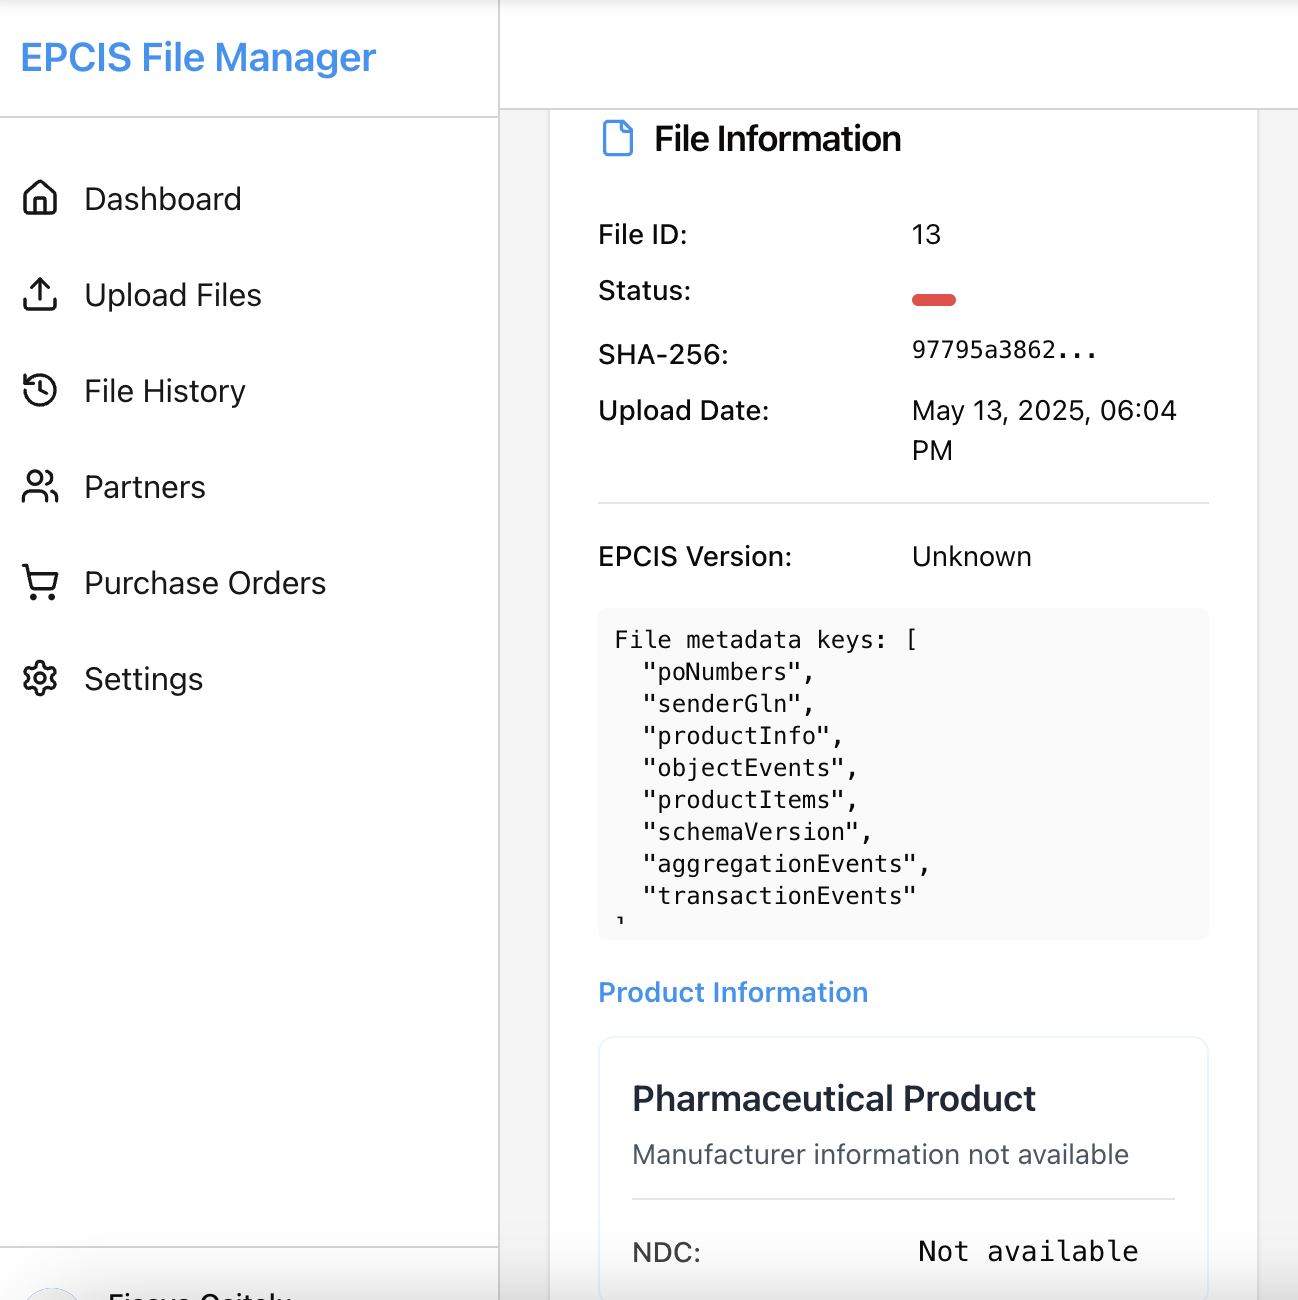 EPCIS File Manager
Dashboard
Upload Files
File History
Partners
Purchase Orders
Settings
File Information
File ID: 13
Status:
SHA-256: 97795a3862...
Upload Date: May 13, 2025, 06:04
PM
EPCIS Version: Unknown
File metadata keys: [
"poNumbers",
"senderGln",
"productInfo",
"objectEvents",
"productItems",
"schemaVersion",
"aggregationEvents",
"transactionEvents"
]
Product Information
Pharmaceutical Product
Manufacturer information not available
NDC: Not available